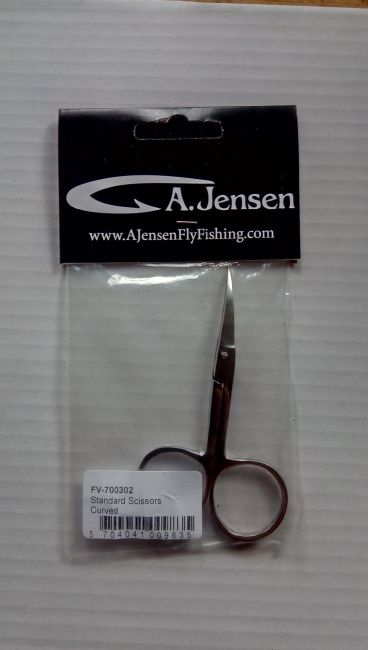 A.Jensen
www.AJensenFlyFishing.com
FV-700302
Standard Scissors
Curved
5 704041 009835